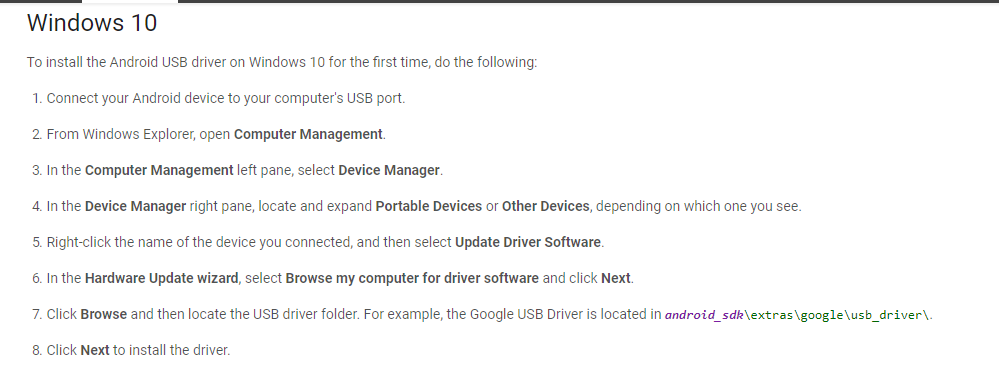 Windows 10
To install the Android USB driver on Windows 10 for the first time, do the following:
1. Connect your Android device to your computer's USB port.
2. From Windows Explorer, open Computer Management.
3. In the Computer Management left pane, select Device Manager.
4. In the Device Manager right pane, locate and expand Portable Devices or Other Devices, depending on which one you see.
5. Right-click the name of the device you connected, and then select Update Driver Software.
6. In the Hardware Update wizard, select Browse my computer for driver software and click Next.
7. Click Browse and then locate the USB driver folder. For example, the Google USB Driver is located in android_sdk\extras\google\usb_driver\.
8. Click Next to install the driver.